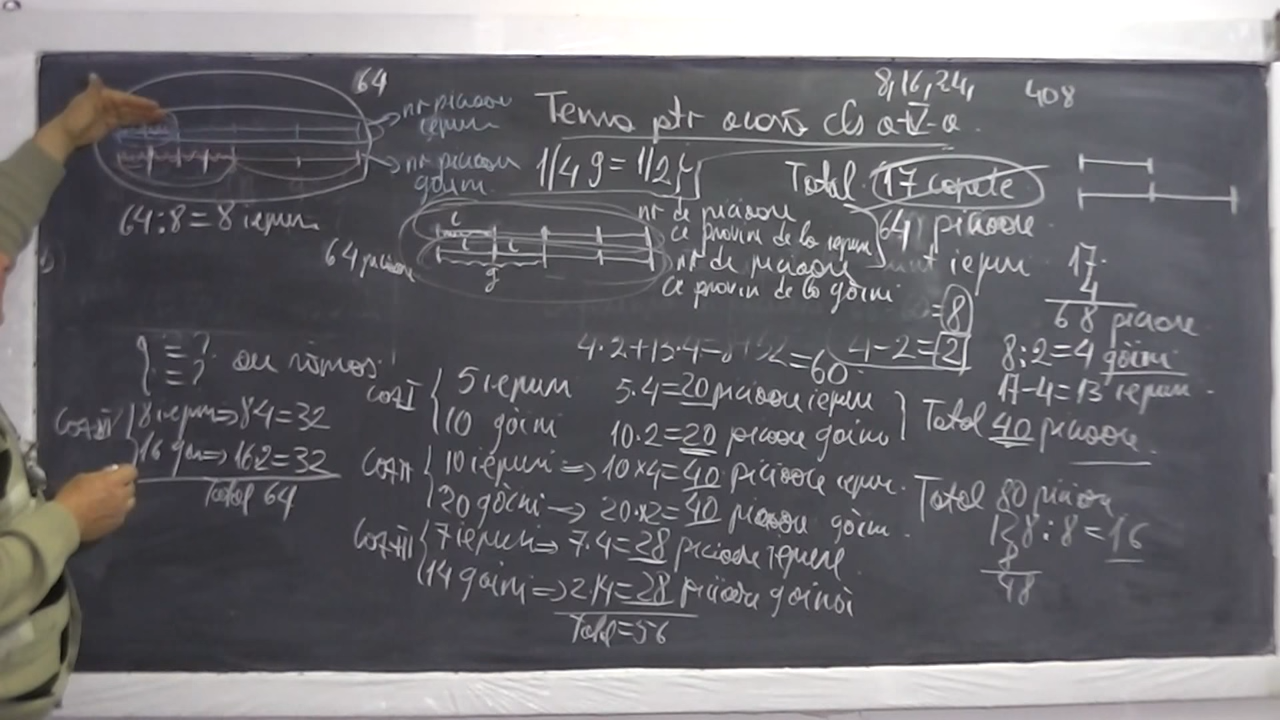 64
nr picioare
iepuri
nr picioare
găini
64:8=8 iepuri
Tema ptr acasă cls a-V-a
8,16,24,
408
1/4 g = 1/2 i
Total 17 capete
64 picioare
iepuri
nr de picioare
ce provin de la iepuri
nr de picioare
ce provin de la găini
64 picioare
i
i i
g
17
4
68 picioare
=8
4-2=2
8:2=4 găini
17-4=13 iepuri
4·2+13·4=8+52=60
=?
=? au rămas
Caz I
5 iepuri 5·4=20 picioare iepuri
10 găini 10·2=20 picioare găini
Total 40 picioare
Caz II
10 iepuri => 10×4=40 picioare iepuri
20 găini -> 20×2=40 picioare găini
Total 80 picioare
Caz III
7 iepuri => 7·4=28 picioare iepure
14 găini => 2·14=28 picioare găini
Total=56
8 iepuri => 8·4=32
16 găini => 16·2=32
Total 64
128:8=16
8
48